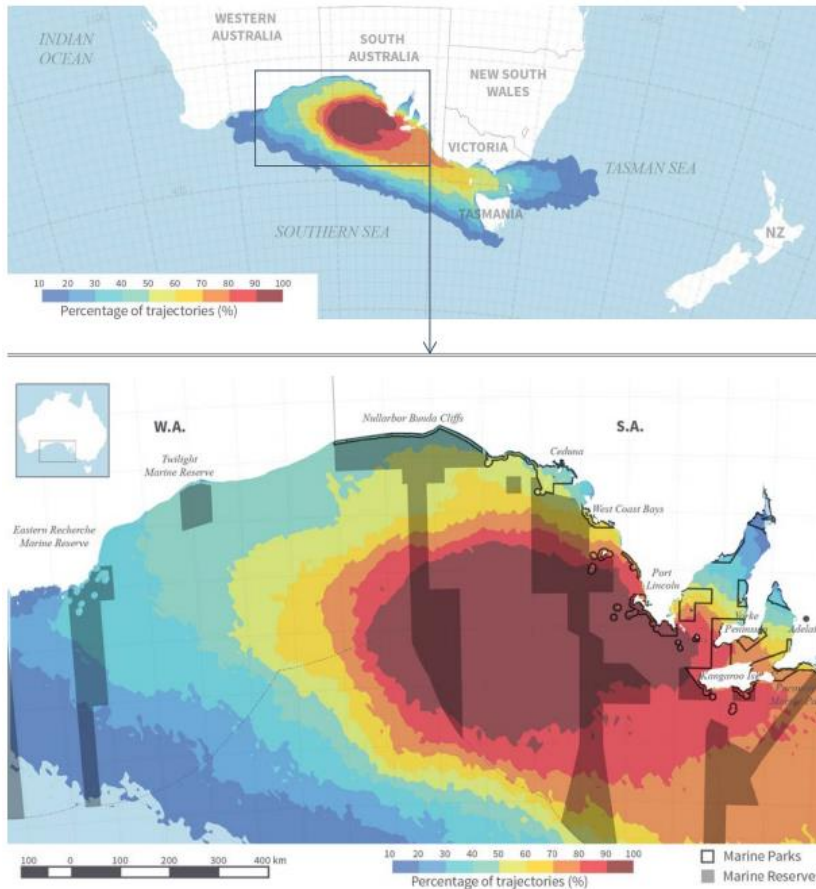 WESTERN
AUSTRALIA
INDIAN
OCEAN
SOUTH
AUSTRALIA
NEW SOUTH
WALES
VICTORIA
TASMAN SEA
TASMANIA
SOUTHERN SEA
NZ
10 20 30 40 50 60 70 80 90 100
Percentage of trajectories (%)
W.A.
Nullarbor Bunda Cliffs
S.A.
Twilight
Marine Reserve
Ceduna
West Coast Bays
Eastern Recherche
Marine Reserve
Port
Lincoln
Yorke
Peninsula
Adelai
Kangaroo Isl
100 0 100 200 300 400 km
10 20 30 40 50 60 70 80 90 100
Percentage of trajectories (%)
Marine Parks
Marine Reserve